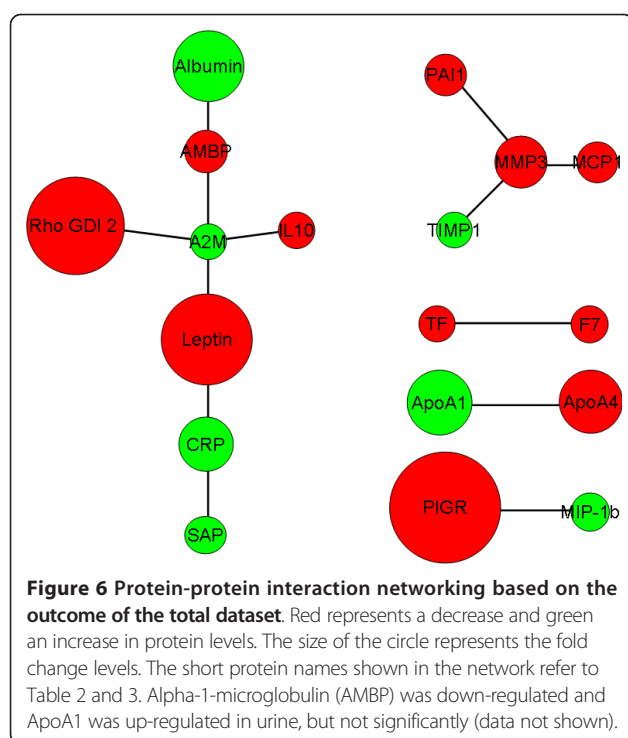 Albumin
PAI1
AMBP
MMP3
MCP1
Rho GDI 2
IL10
TIMP1
A2M
TF
F7
Leptin
ApoA1
ApoA4
CRP
PIGR
MIP-1b
SAP
Figure 6 Protein-protein interaction networking based on the
outcome of the total dataset. Red represents a decrease and green
an increase in protein levels. The size of the circle represents the fold
change levels. The short protein names shown in the network refer to
Table 2 and 3. Alpha-1-microglobulin (AMBP) was down-regulated and
ApoA1 was up-regulated in urine, but not significantly (data not shown).